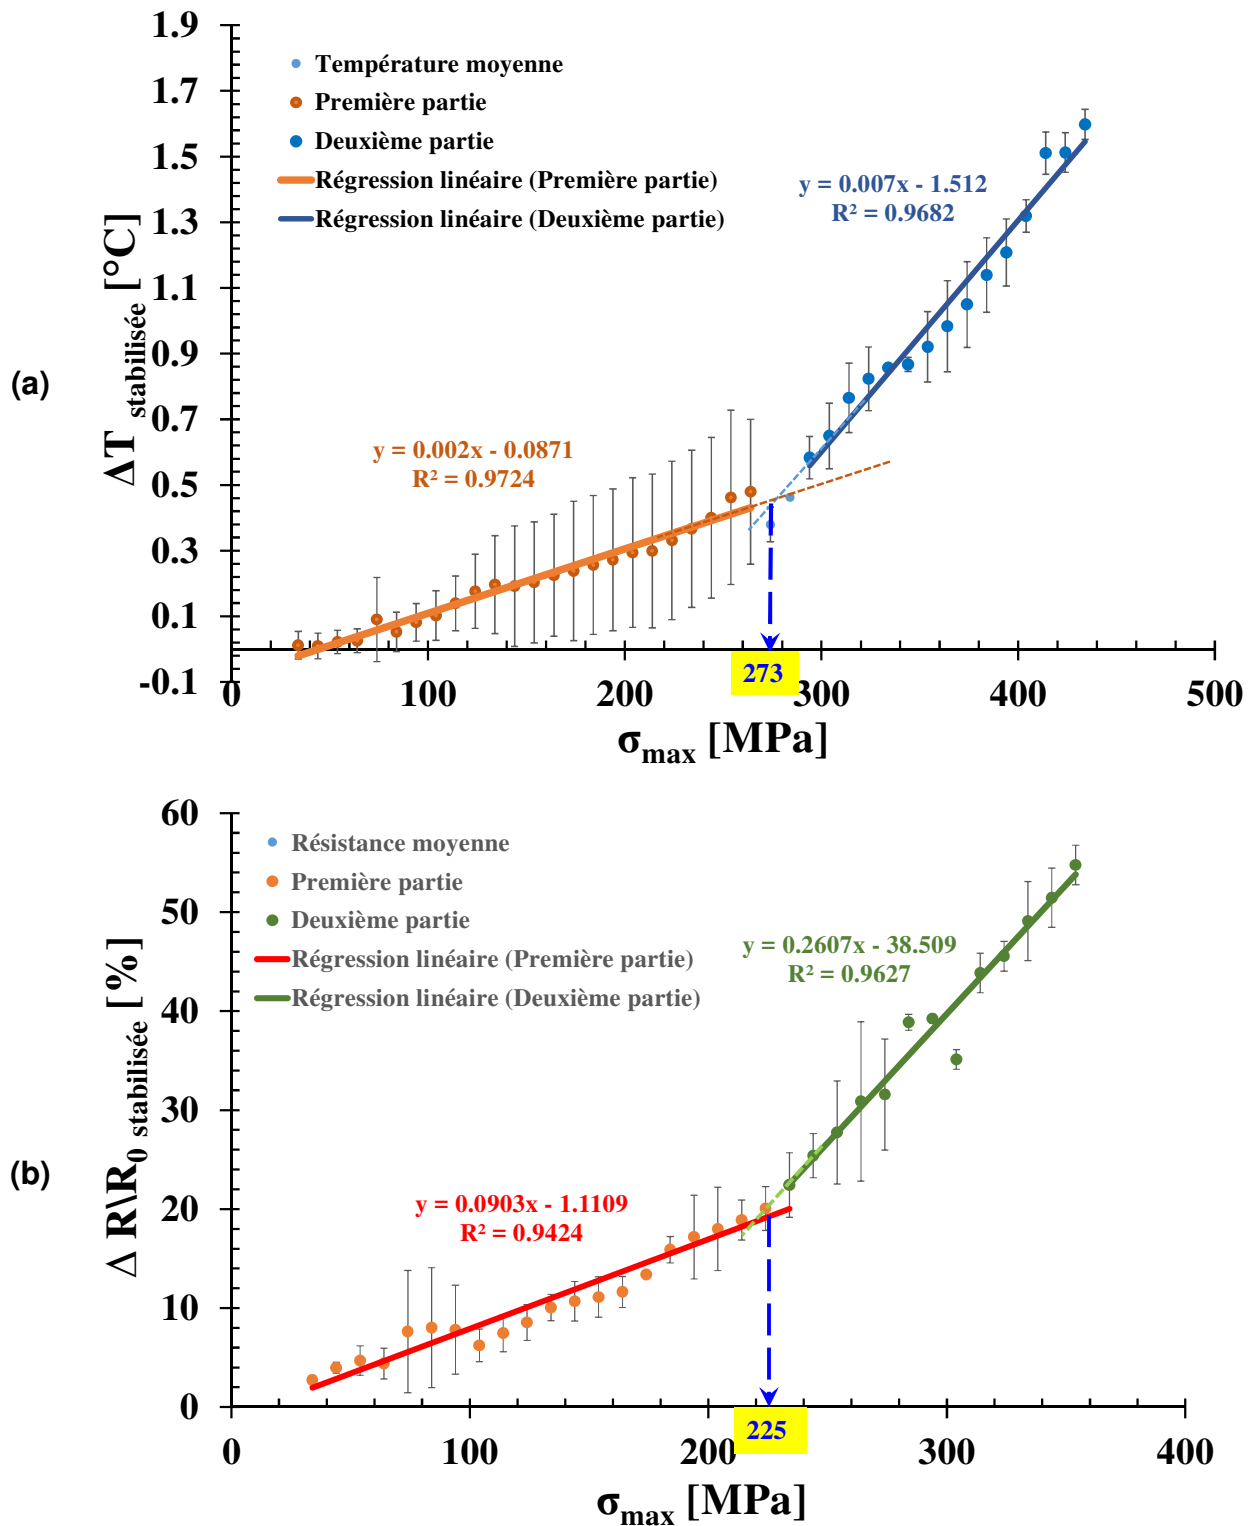 (a)
ΔT stabilisée [°C]
1.9
1.7
1.5
1.3
1.1
0.9
0.7
0.5
0.3
0.1
-0.1
Température moyenne
Première partie
Deuxième partie
Régression linéaire (Première partie)
Régression linéaire (Deuxième partie)
y = 0.007x - 1.512
R² = 0.9682
y = 0.002x - 0.0871
R² = 0.9724
273
0 100 200 300 400 500
σmax [MPa]
(b)
Δ R\R0 stabilisée [%]
60
50
40
30
20
10
0
Résistance moyenne
Première partie
Deuxième partie
Régression linéaire (Première partie)
Régression linéaire (Deuxième partie)
y = 0.2607x - 38.509
R² = 0.9627
y = 0.0903x - 1.1109
R² = 0.9424
225
0 100 200 300 400
σmax [MPa]